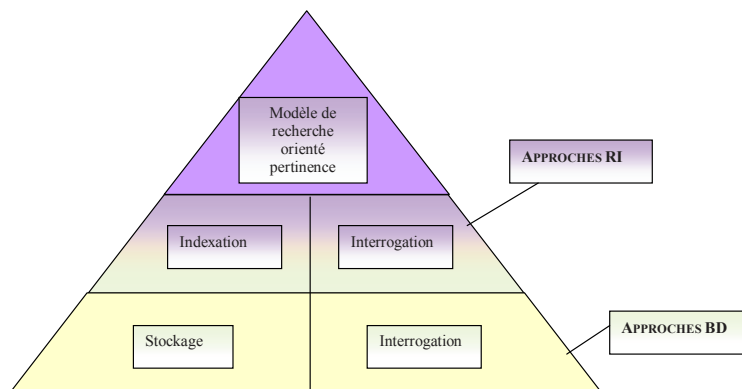 Modèle de
recherche
orienté
pertinence
APPROCHES RI
Indexation
Interrogation
APPROCHES BD
Stockage
Interrogation